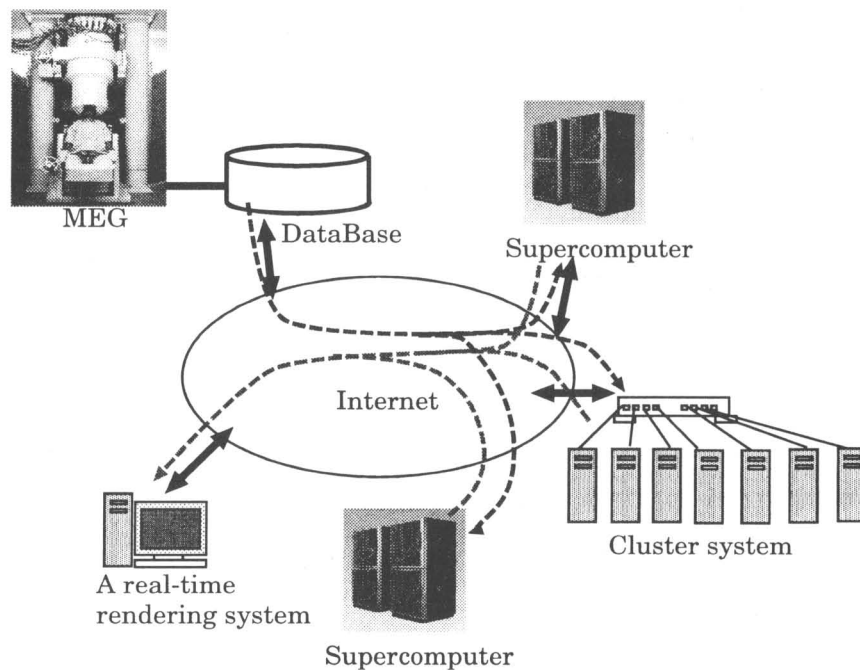 MEG
DataBase
Supercomputer
Internet
Cluster system
A real-time
rendering system
Supercomputer